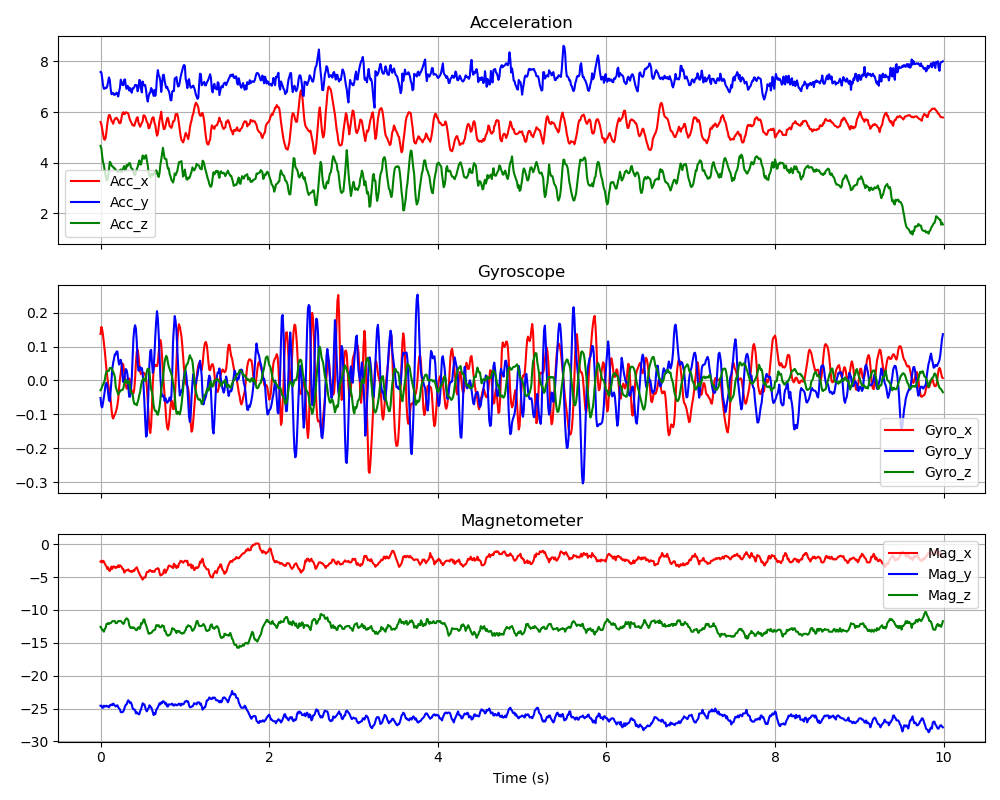 Acceleration
8
6
4
2
Acc_x
Acc_y
Acc_z
Gyroscope
0.2
0.1
0.0
−0.1
−0.2
−0.3
Gyro_x
Gyro_y
Gyro_z
Magnetometer
0
−5
−10
−15
−20
−25
−30
Mag_x
Mag_y
Mag_z
0 2 4 6 8 10
Time (s)